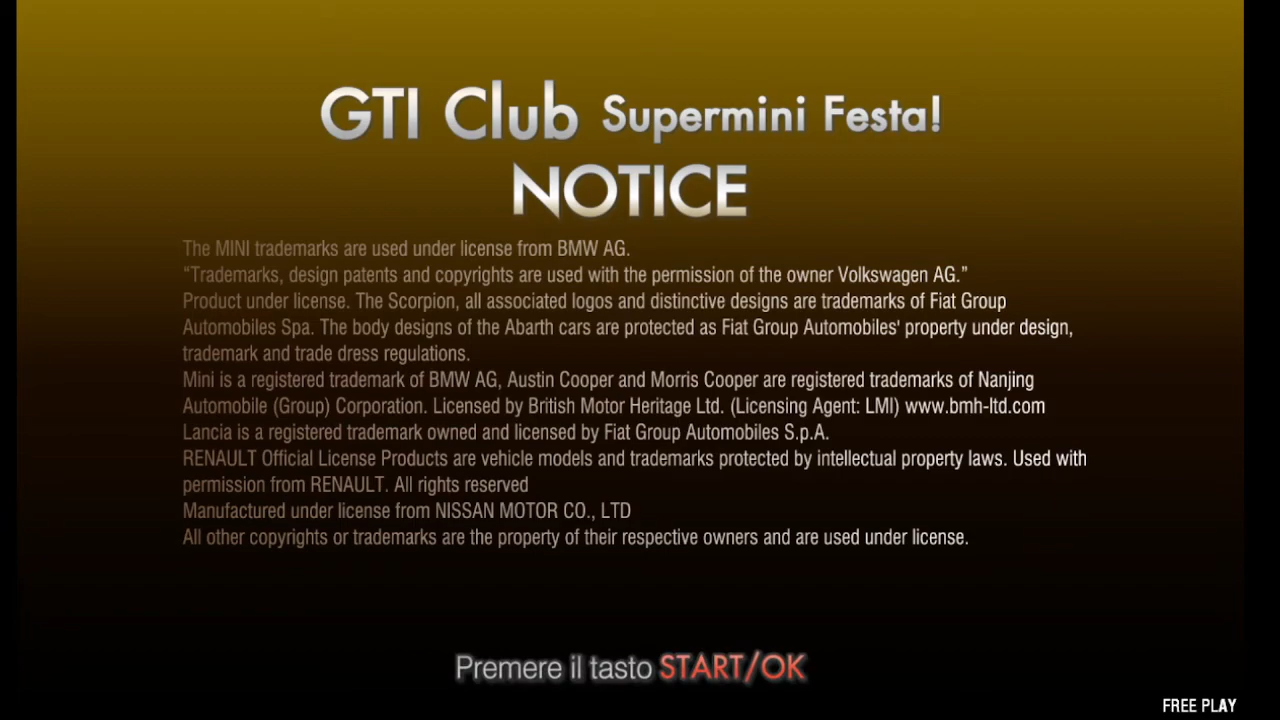 GTI Club Supermini Festa!
NOTICE
The MINI trademarks are used under license from BMW AG.
“Trademarks, design patents and copyrights are used with the permission of the owner Volkswagen AG.”
Product under license. The Scorpion, all associated logos and distinctive designs are trademarks of Fiat Group
Automobiles Spa. The body designs of the Abarth cars are protected as Fiat Group Automobiles' property under design,
trademark and trade dress regulations.
Mini is a registered trademark of BMW AG, Austin Cooper and Morris Cooper are registered trademarks of Nanjing
Automobile (Group) Corporation. Licensed by British Motor Heritage Ltd. (Licensing Agent: LMI) www.bmh-ltd.com
Lancia is a registered trademark owned and licensed by Fiat Group Automobiles S.p.A.
RENAULT Official License Products are vehicle models and trademarks protected by intellectual property laws. Used with
permission from RENAULT. All rights reserved
Manufactured under license from NISSAN MOTOR CO., LTD
All other copyrights or trademarks are the property of their respective owners and are used under license.
Premere il tasto START/OK
FREE PLAY